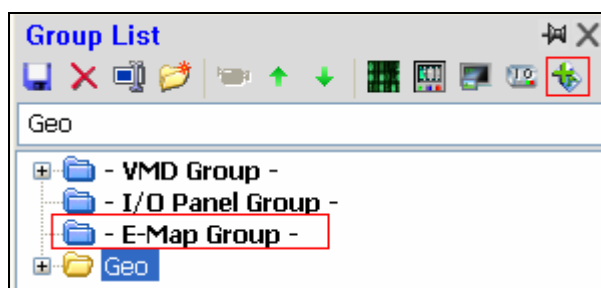 Group List
Geo
- VMD Group -
- I/O Panel Group -
- E-Map Group -
Geo